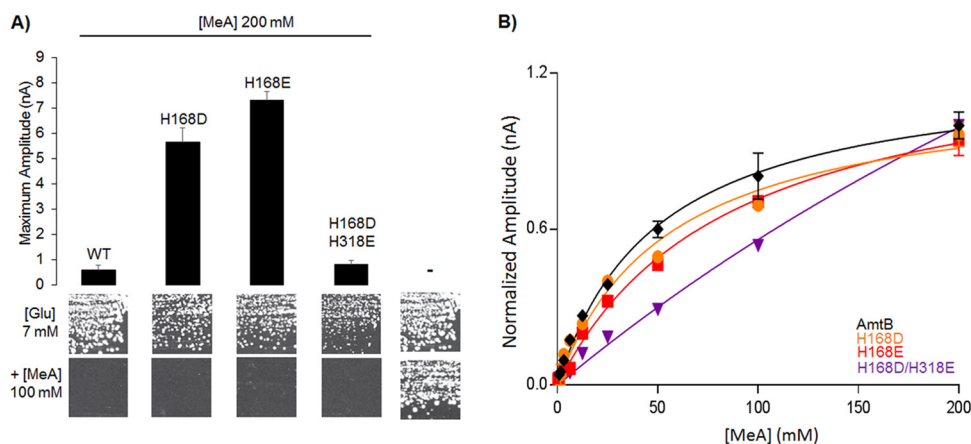 A)
[MeA] 200 mM
Maximum Amplitude (nA)
9
8
7
6
5
4
3
2
1
0
WT
H168D
H168E
H168D
H318E
-
[Glu]
7 mM
+ [MeA]
100 mM
B)
Normalized Amplitude (nA)
1.2
0.6
0.0
0
50
100
150
200
[MeA] (mM)
AmtB
H168D
H168E
H168D/H318E